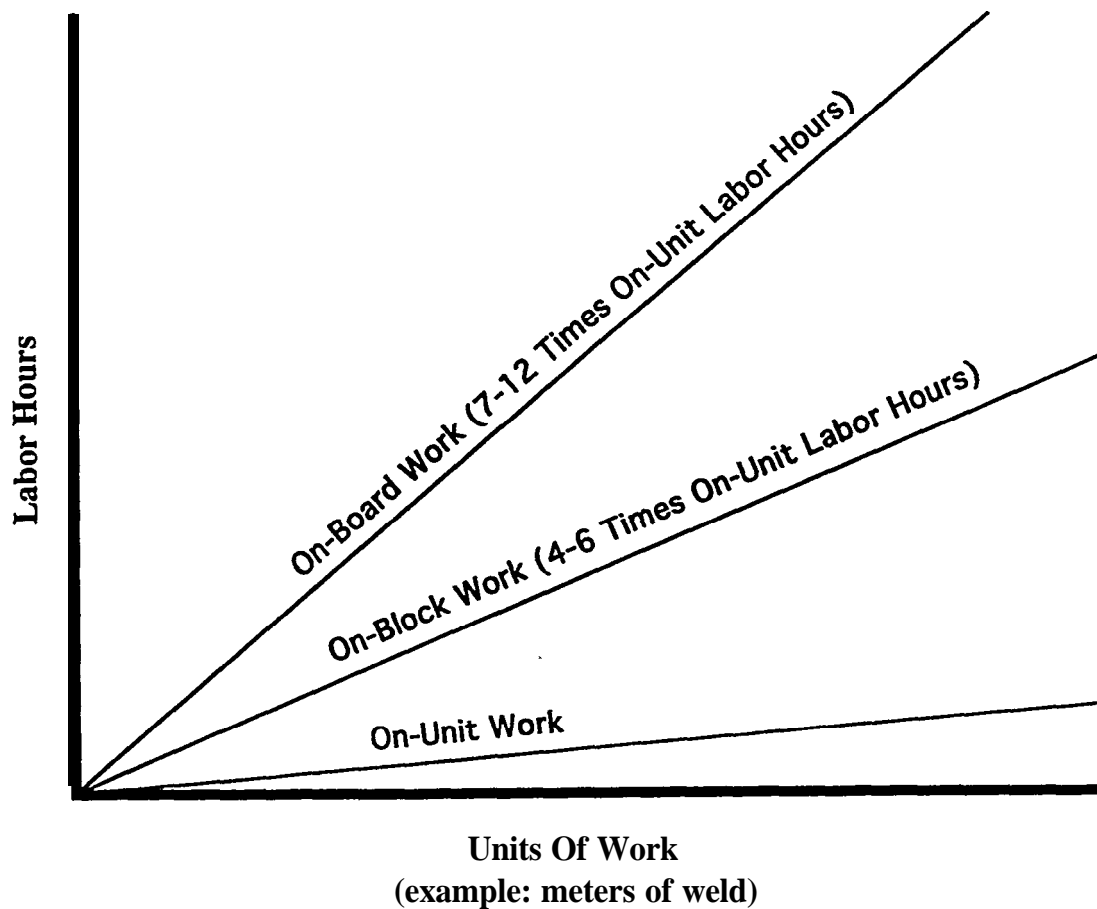 On-Board Work (7-12 Times On-Unit Labor Hours)
On-Block Work (4-6 Times On-Unit Labor Hours)
On-Unit Work
Labor Hours
Units Of Work
(example: meters of weld)